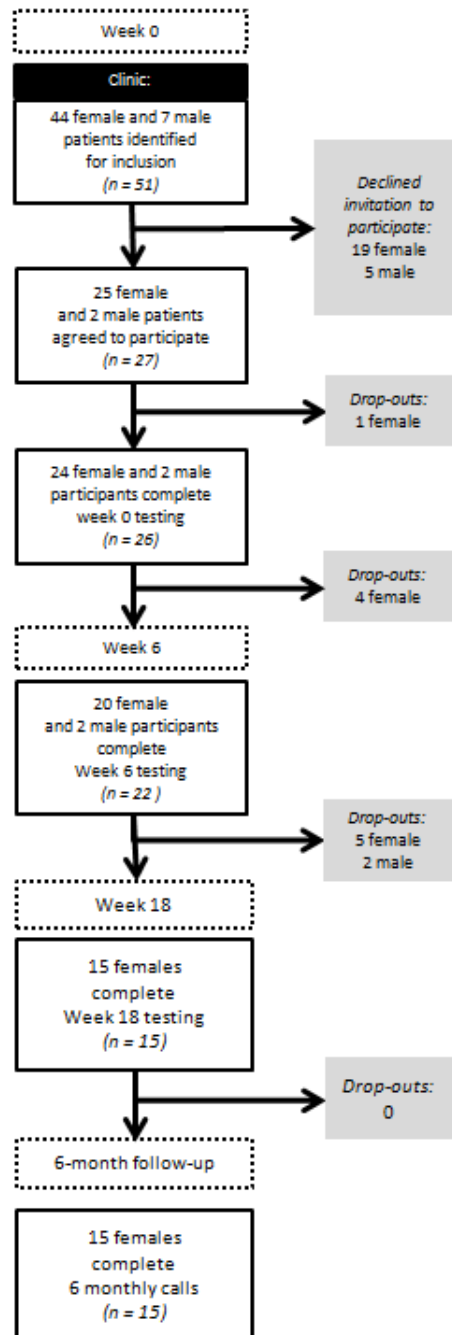 Week 0
Clinic:
44 female and 7 male
patients identified
for inclusion
(n = 51)
Declined
invitation to
participate:
19 female
5 male
25 female
and 2 male patients
agreed to participate
(n = 27)
Drop-outs:
1 female
24 female and 2 male
participants complete
week 0 testing
(n = 26)
Drop-outs:
4 female
Week 6
20 female
and 2 male participants
complete
Week 6 testing
(n = 22 )
Drop-outs:
5 female
2 male
Week 18
15 females
complete
Week 18 testing
(n = 15)
Drop-outs:
0
6-month follow-up
15 females
complete
6 monthly calls
(n = 15)